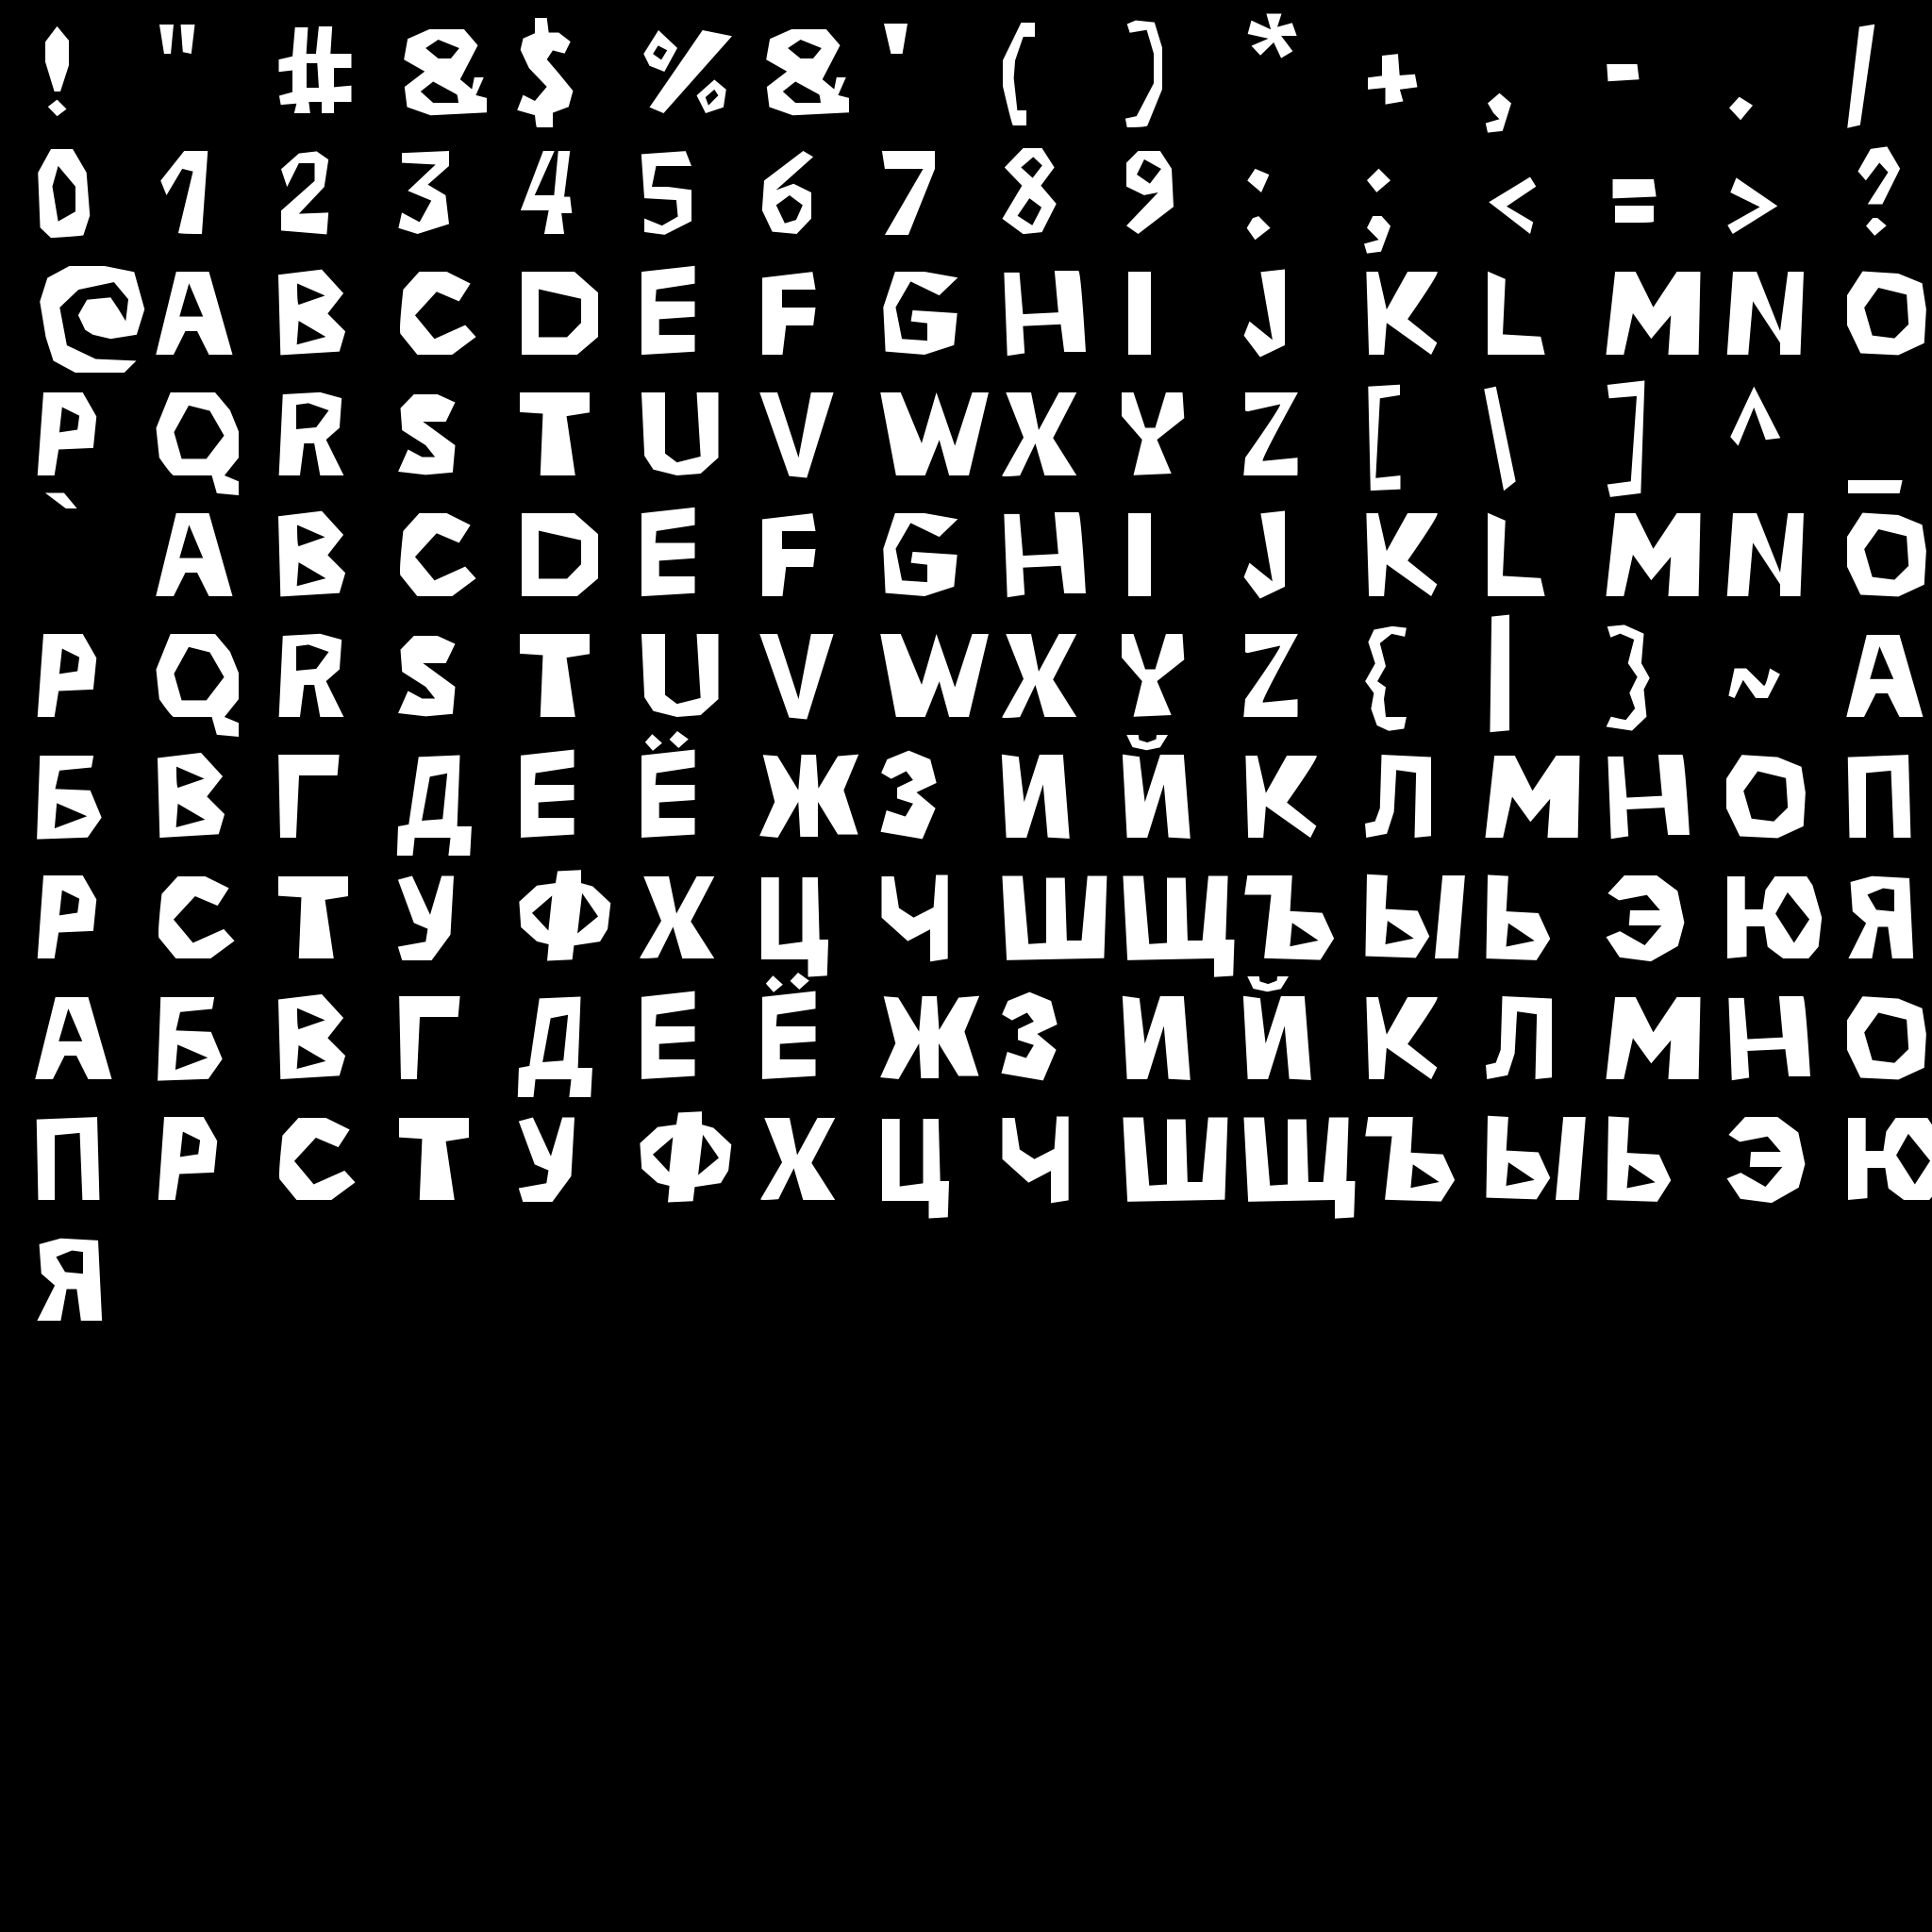 ! " # & $ % & ' ( ) * + , - . /
0 1 2 3 4 5 6 7 8 9 : ; < = > ?
@ A B C D E F G H I J K L M N O
P Q R S T U V W X Y Z [ \ ] ^ _
` A B C D E F G H I J K L M N O
P Q R S T U V W X Y Z { | } ~ А
Б В Г Д Е Ё Ж З И Й К Л М Н О П
Р С Т У Ф Х Ц Ч Ш Щ Ъ Ы Ь Э Ю Я
А Б В Г Д Е Ё Ж З И Й К Л М Н О
П Р С Т У Ф Х Ц Ч Ш Щ Ъ Ы Ь Э Ю
Я